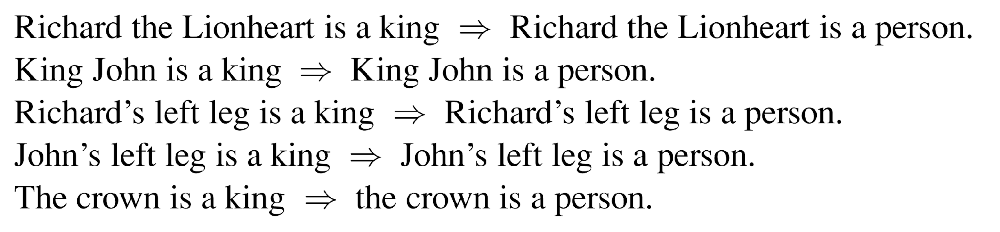 Richard the Lionheart is a king ⇒ Richard the Lionheart is a person.
King John is a king ⇒ King John is a person.
Richard’s left leg is a king ⇒ Richard’s left leg is a person.
John’s left leg is a king ⇒ John’s left leg is a person.
The crown is a king ⇒ the crown is a person.